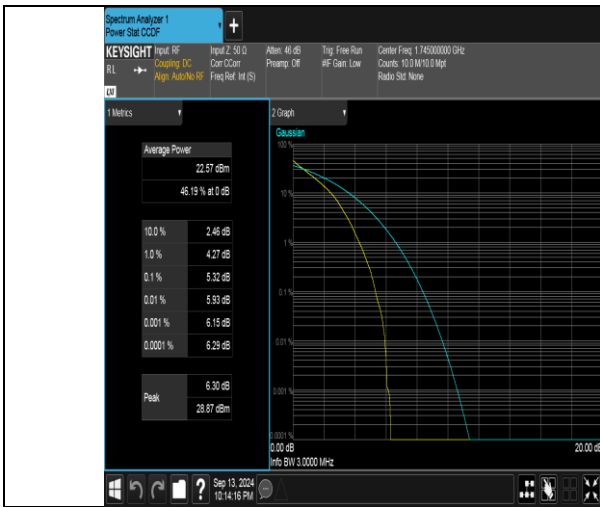 Spectrum Analyzer 1
Power Stat CCDF
KEYSIGHT
RL
LXI
Input: RF
Coupling: DC
Align: Auto/No RF
Input Z: 50 Ω
Corr CCorr
Freq Ref: Int (S)
Atten: 46 dB
Preamp: Off
Trig: Free Run
#IF Gain: Low
Center Freq: 1.745000000 GHz
Counts: 10.0 M/10.0 Mpt
Radio Std: None
1 Metrics
Average Power
22.57 dBm
46.19 % at 0 dB
10.0 % 2.46 dB
1.0 % 4.27 dB
0.1 % 5.32 dB
0.01 % 5.93 dB
0.001 % 6.15 dB
0.0001 % 6.29 dB
Peak
6.30 dB
28.87 dBm
2 Graph
Gaussian
100 %
10 %
1 %
0.1 %
0.01 %
0.001 %
0.0001 %
0.00 dB
20.00 dB
Info BW 3.0000 MHz
Sep 13, 2024
10:14:16 PM